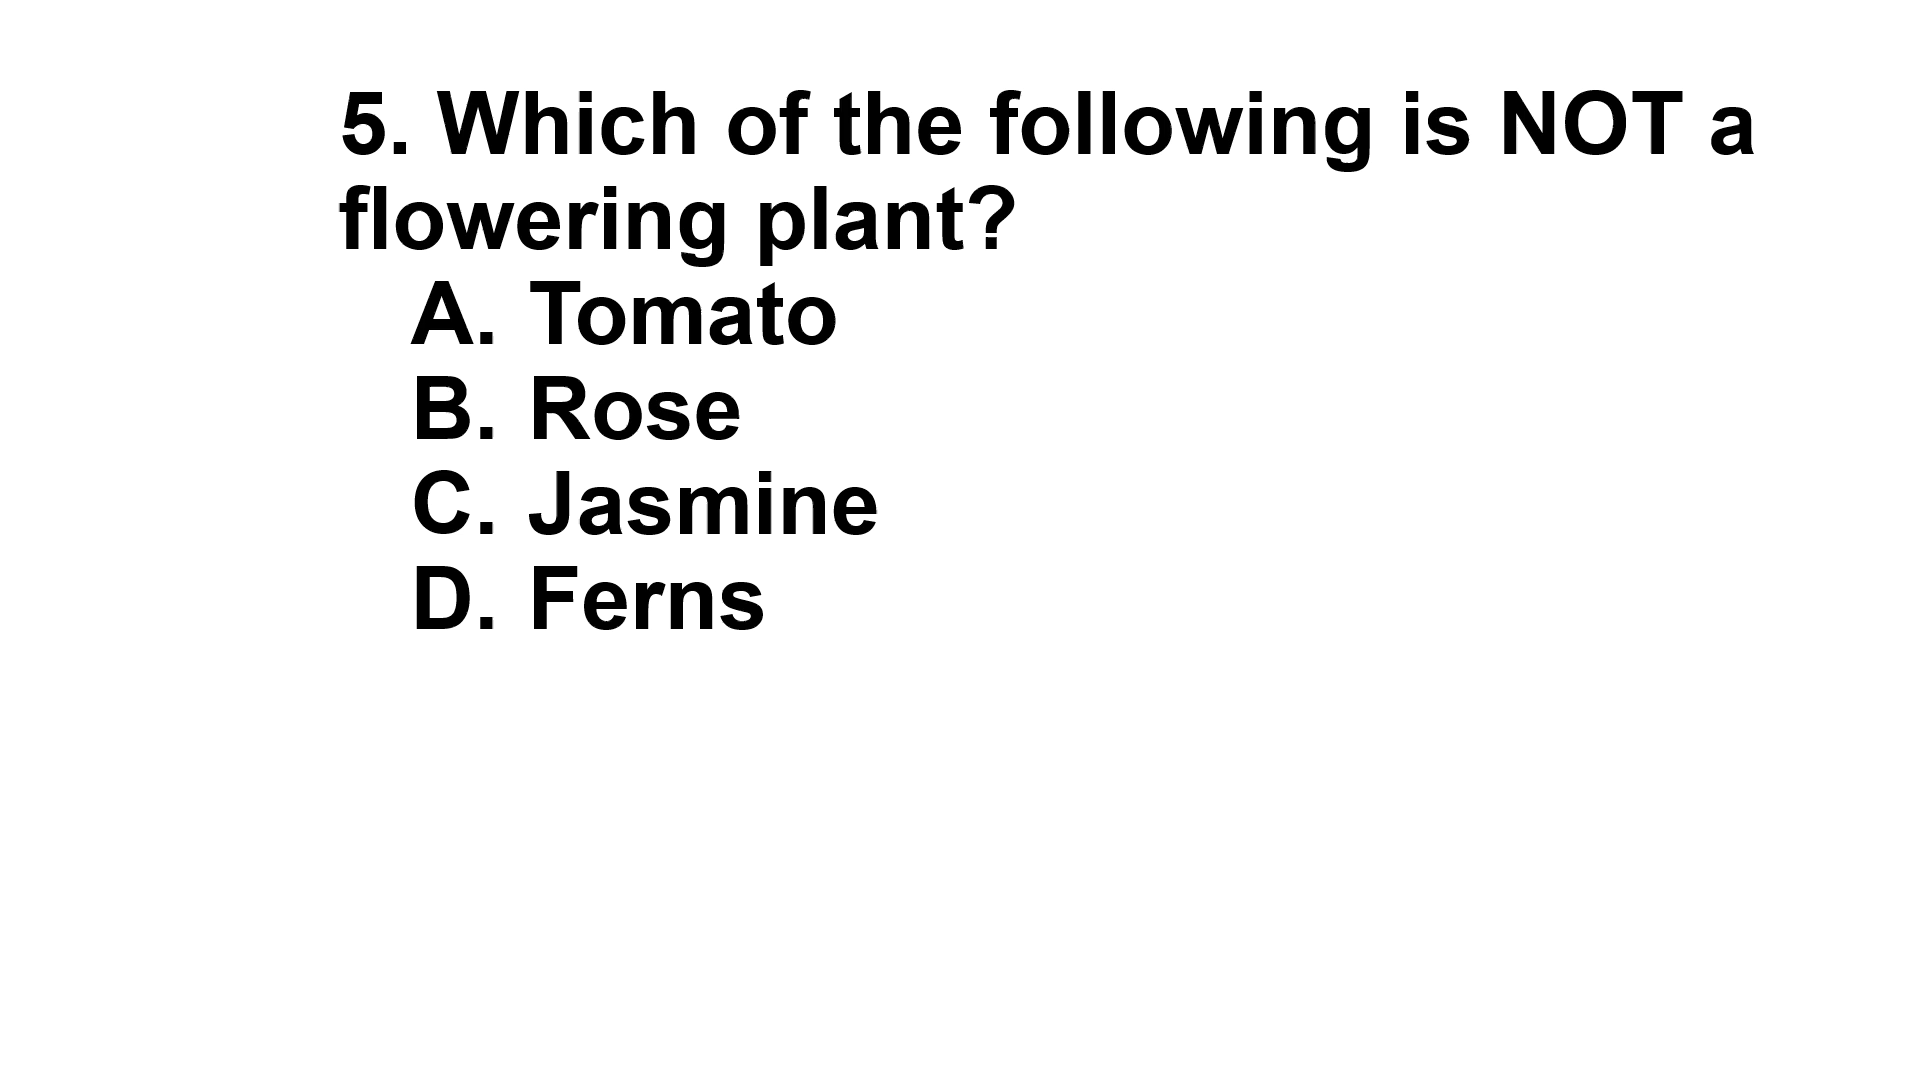 5. Which of the following is NOT a
flowering plant?
A. Tomato
B. Rose
C. Jasmine
D. Ferns